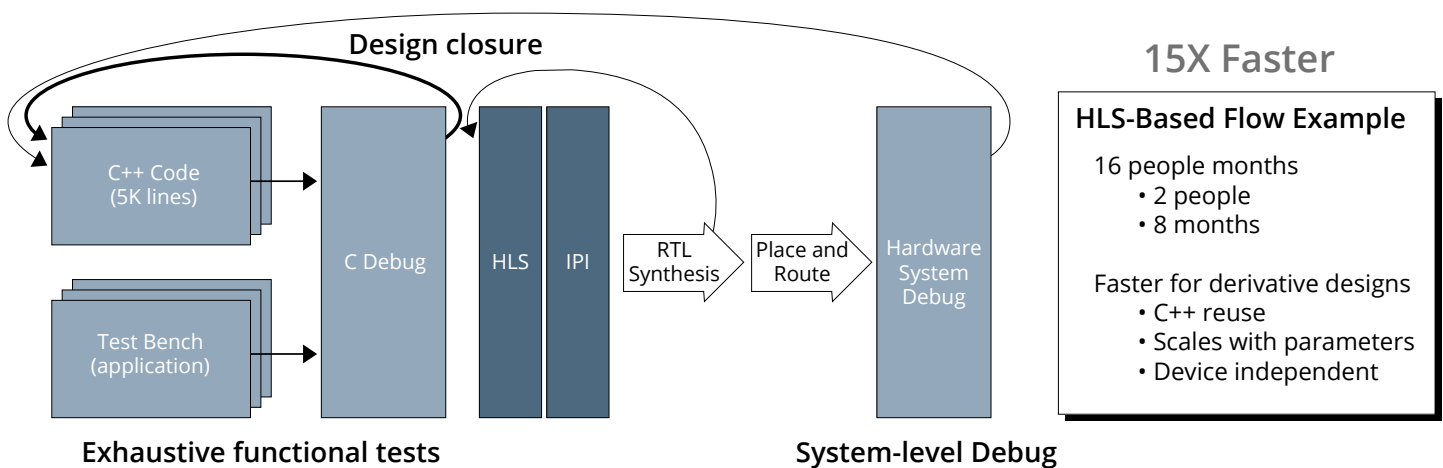 Design closure
C++ Code
(5K lines)
Test Bench
(application)
C Debug
HLS
IPI
RTL
Synthesis
Place and
Route
Hardware
System
Debug
Exhaustive functional tests
System-level Debug
15X Faster
HLS-Based Flow Example
16 people months
• 2 people
• 8 months
Faster for derivative designs
• C++ reuse
• Scales with parameters
• Device independent